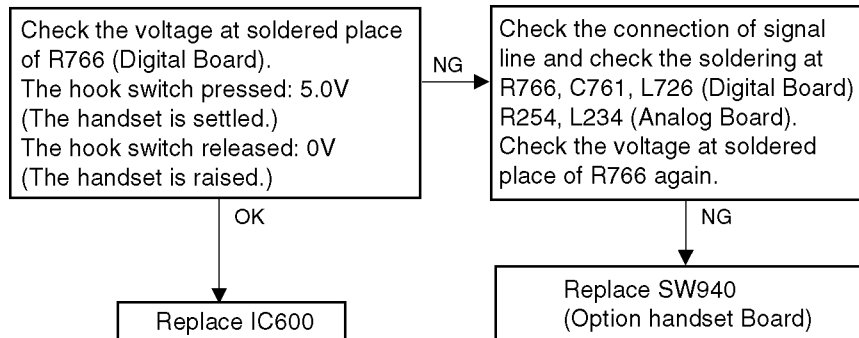 Check the voltage at soldered place
of R766 (Digital Board).
The hook switch pressed: 5.0V
(The handset is settled.)
The hook switch released: 0V
(The handset is raised.)
NG
Check the connection of signal
line and check the soldering at
R766, C761, L726 (Digital Board)
R254, L234 (Analog Board).
Check the voltage at soldered
place of R766 again.
OK
NG
Replace IC600
Replace SW940
(Option handset Board)